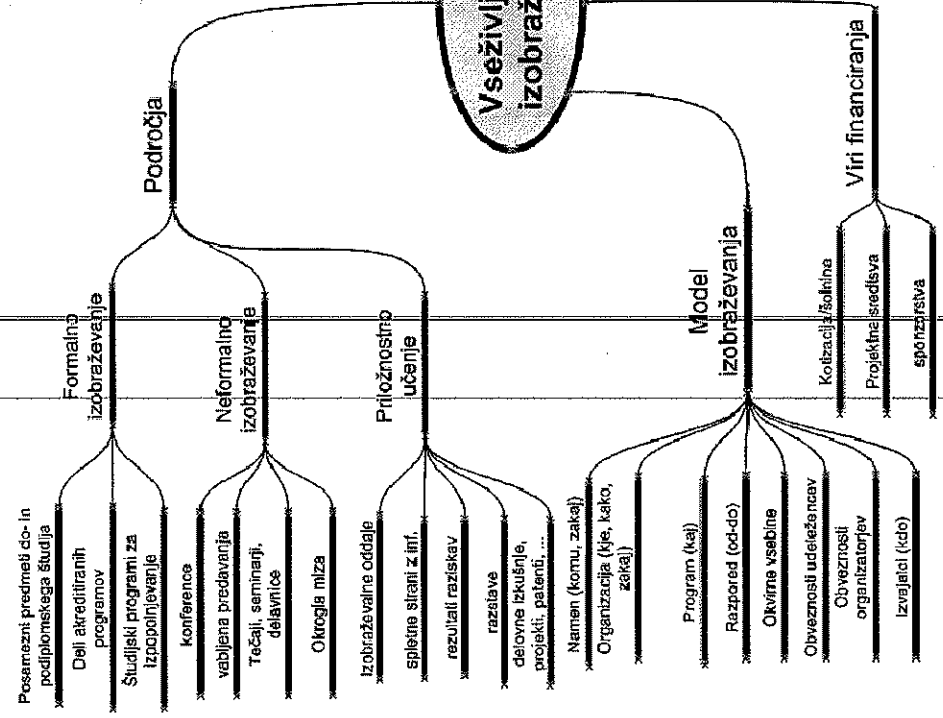 Vseživlj
izobraž
Področja
Formalno
izobraževanje
Posamezni predmeti do- in
podiplomskega študija
Deli akreditiranih
programov
Študijski programi za
izpopolnjevanje
Neformalno
izobraževanje
Konference
vabljena predavanja
Tečaji, seminarji,
delavnice
Okrogla miza
Priložnostno
učenje
Izobraževalne oddaje
spletne strani z inf.
rezultati raziskav
razstave
delovne izkušnje,
projekti, patenti, ...
Model
izobraževanja
Namen (komu, zakaj)
Organizacija (kje, kako,
zakaj)
Program (kaj)
Razpored (od-do)
Okvirne vsebine
Obveznosti udeležencav
Obveznosti
organizatorjev
Izvajalci (kdo)
Viri financiranja
Kotizacija/šolnina
Projektna sredstva
sponzorstva